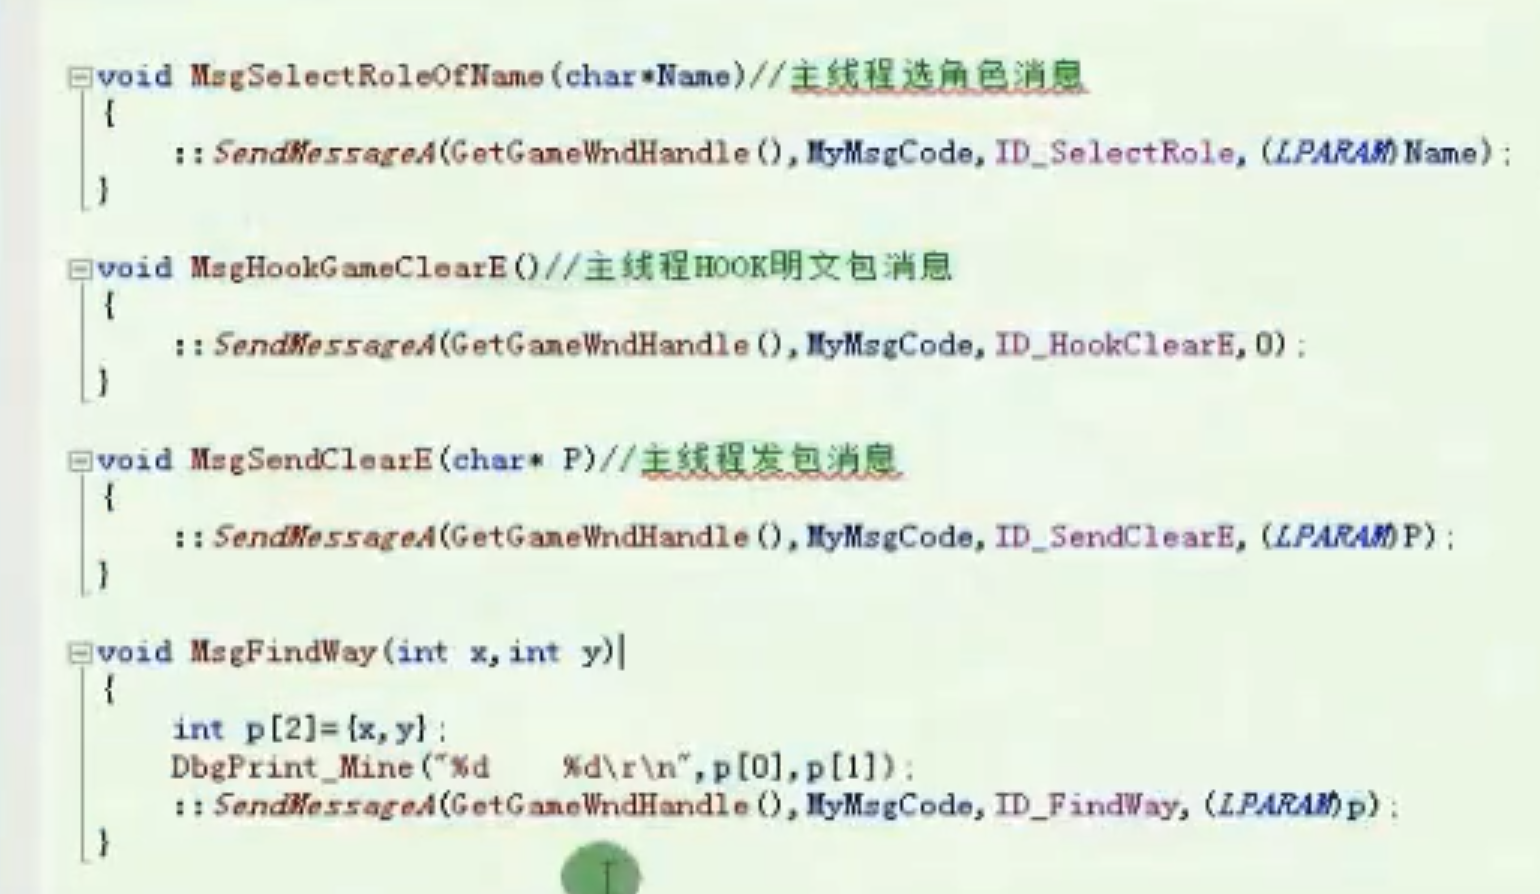 void MsgSelectRoleOfName(char*Name)//主线程选角色消息
{
::SendMessageA(GetGameWndHandle(),MyMsgCode,ID_SelectRole,(LPARAM)Name);
}
void MsgHookGameClearE()//主线程HOOK明文包消息
{
::SendMessageA(GetGameWndHandle(),MyMsgCode,ID_HookClearE,0);
}
void MsgSendClearE(char* P)//主线程发包消息
{
::SendMessageA(GetGameWndHandle(),MyMsgCode,ID_SendClearE,(LPARAM)P);
}
void MsgFindWay(int x,int y)
{
int p[2]={x,y};
DbgPrint_Mine("%d    %d\r\n",p[0],p[1]);
::SendMessageA(GetGameWndHandle(),MyMsgCode,ID_FindWay,(LPARAM)p);
}